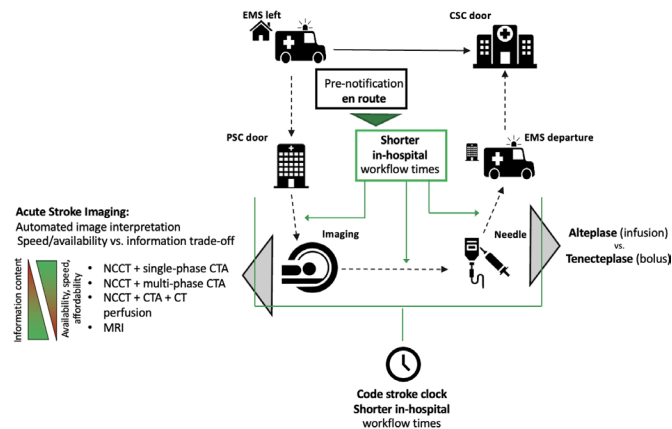 EMS left
CSC door
Pre-notification
en route
PSC door
EMS departure
Shorter
in-hospital
workflow times
Acute Stroke Imaging:
Automated image interpretation
Speed/availability vs. information trade-off
Imaging
Needle
Alteplase (infusion)
vs.
Tenecteplase (bolus)
Information content
Availability, speed,
affordability
• NCCT + single-phase CTA
• NCCT + multi-phase CTA
• NCCT + CTA + CT
perfusion
• MRI
Code stroke clock
Shorter in-hospital
workflow times